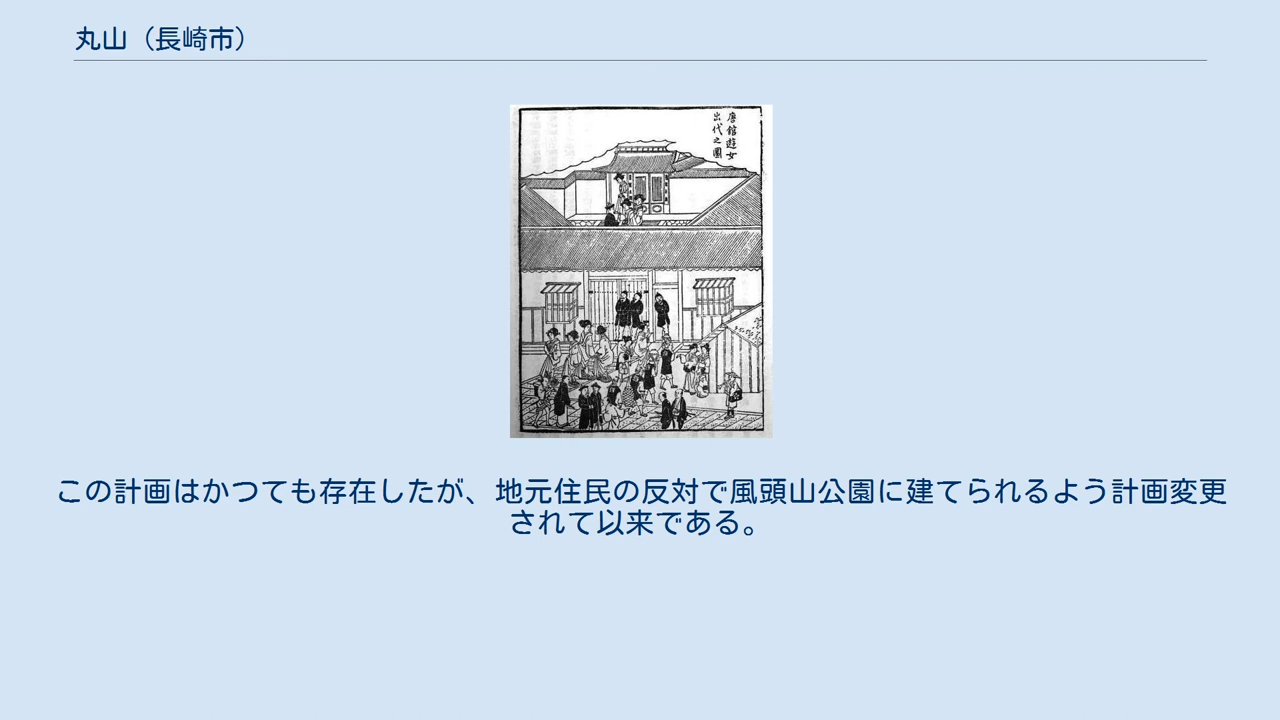 丸山（長崎市）
唐館遊女
出代之圖
この計画はかつても存在したが、地元住民の反対で風頭山公園に建てられるよう計画変更
されて以来である。